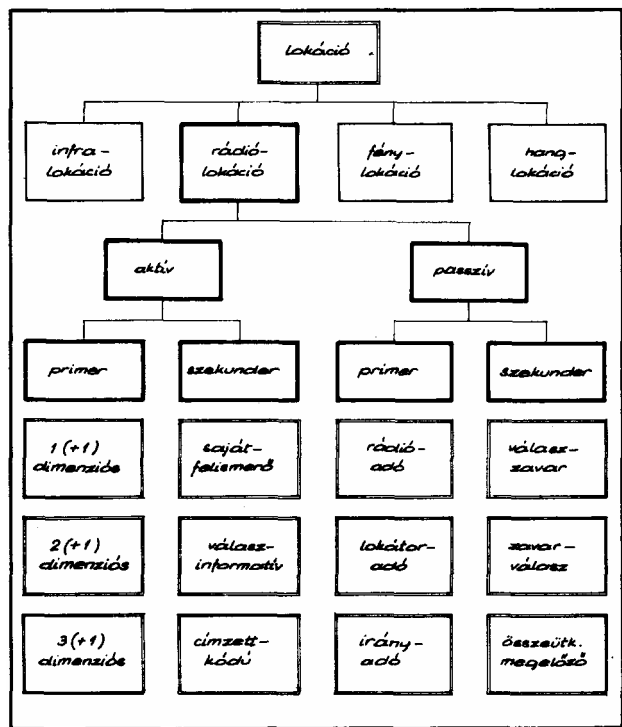 lokáció
infra-
lokáció
rádió-
lokáció
fény-
lokáció
hang-
lokáció
aktív
passzív
primer
szekunder
primer
szekunder
1(+1)
dimenziós
saját-
felismerő
rádió-
adó
válasz-
zavar
2(+1)
dimenziós
válasz-
informatív
lokátor-
adó
zavar-
válasz
3(+1)
dimenziós
címzett-
kódú
irány-
adó
összeütk.
megelőző